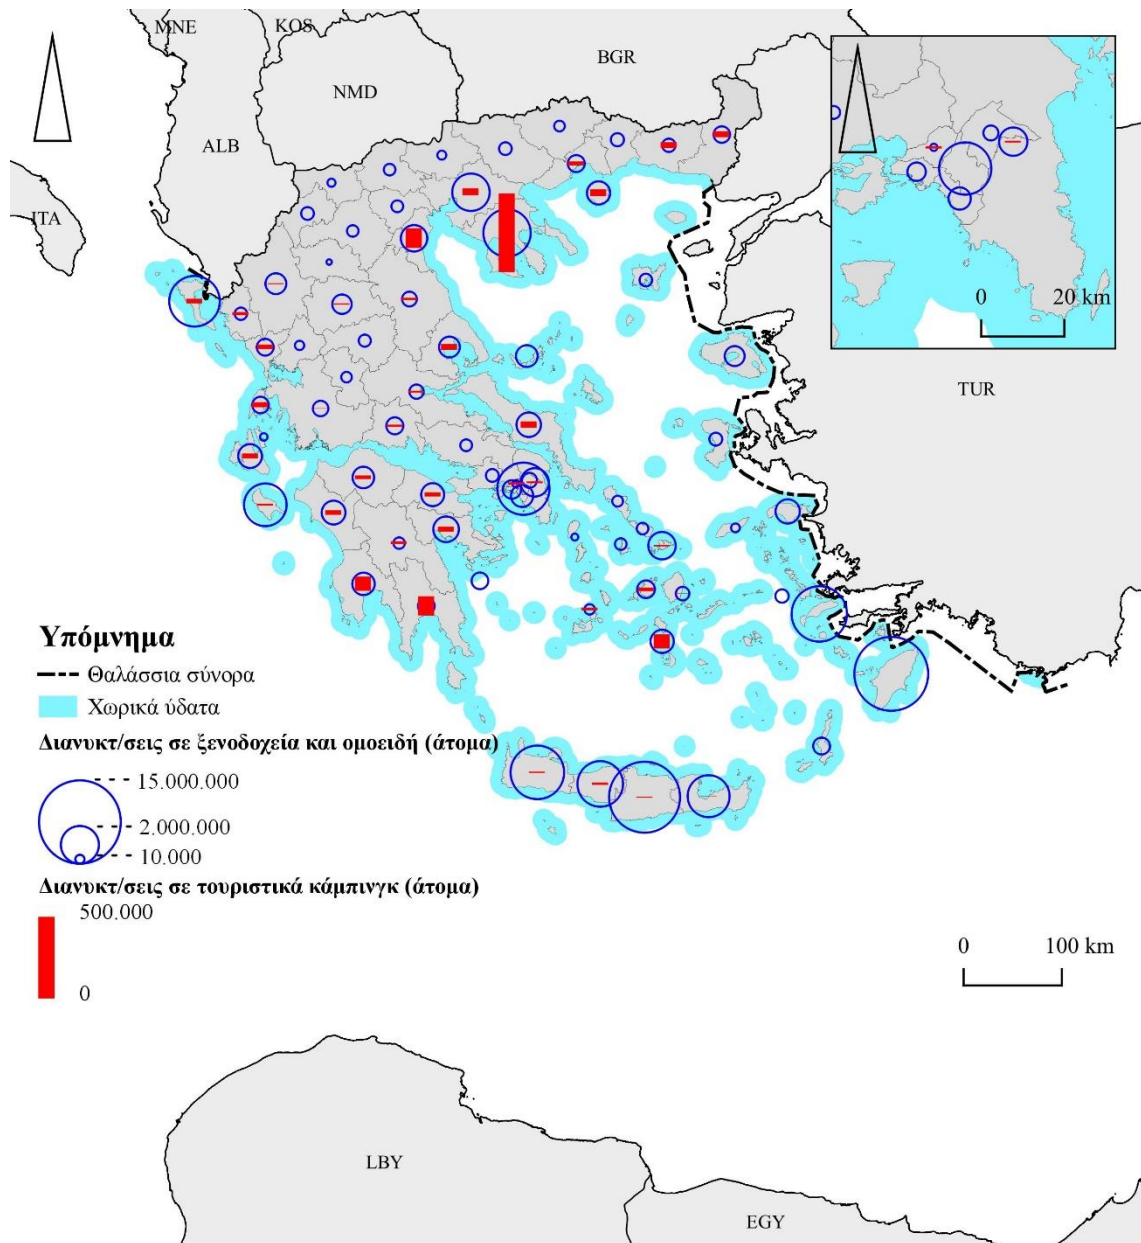 MNE
KOS
BGR
NMD
ALB
ITA
0
20 km
TUR
Υπόμνημα
Θαλάσσια σύνορα
Χωρικά ύδατα
Διανυκτ/σεις σε ξενοδοχεία και ομοειδή (άτομα)
15.000.000
2.000.000
10.000
Διανυκτ/σεις σε τουριστικά κάμπινγκ (άτομα)
500.000
0
0
100 km
LBY
EGY